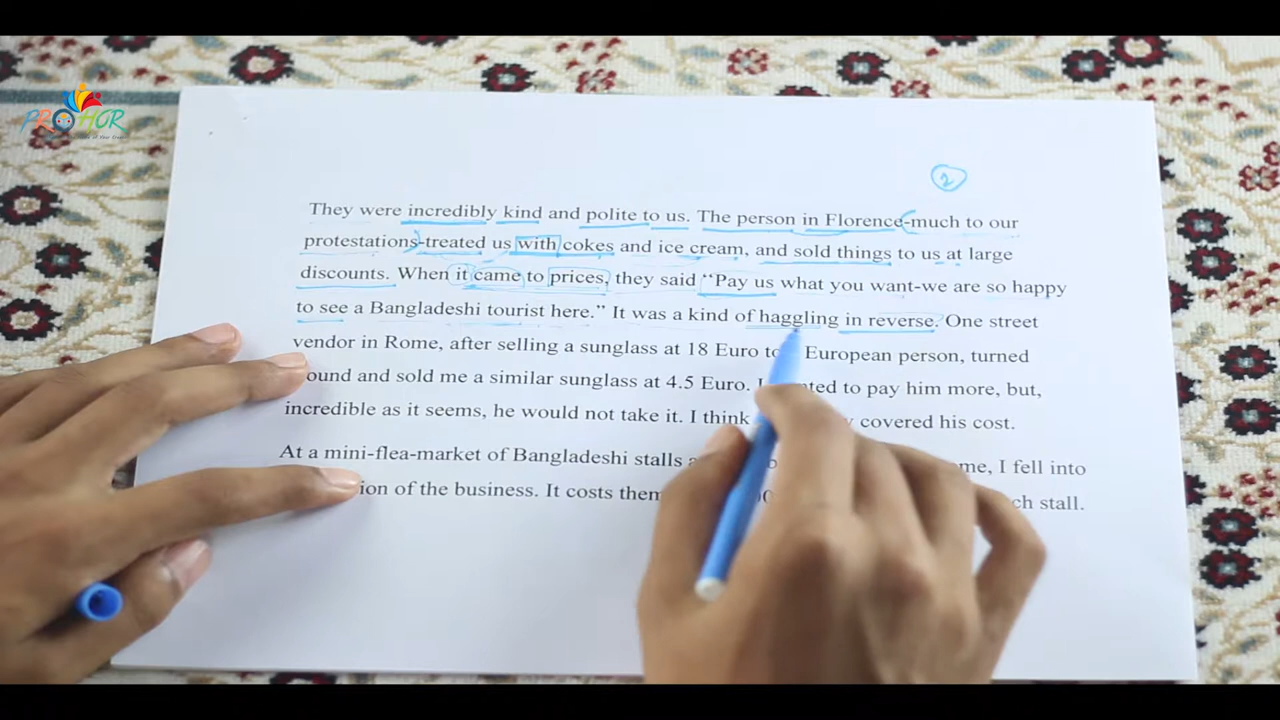 PROHOR
2
They were incredibly kind and polite to us. The person in Florence-much to our
protestations-treated us with cokes and ice cream, and sold things to us at large
discounts. When it came to prices, they said “Pay us what you want-we are so happy
to see a Bangladeshi tourist here.” It was a kind of haggling in reverse. One street
vendor in Rome, after selling a sunglass at 18 Euro to European person, turned
and sold me a similar sunglass at 4.5 Euro. I to pay him more, but,
incredible as it seems, he would not take it. I think covered his cost.
At a mini-flea-market of Bangladeshi stalls I fell into
of the business. It costs them stall.